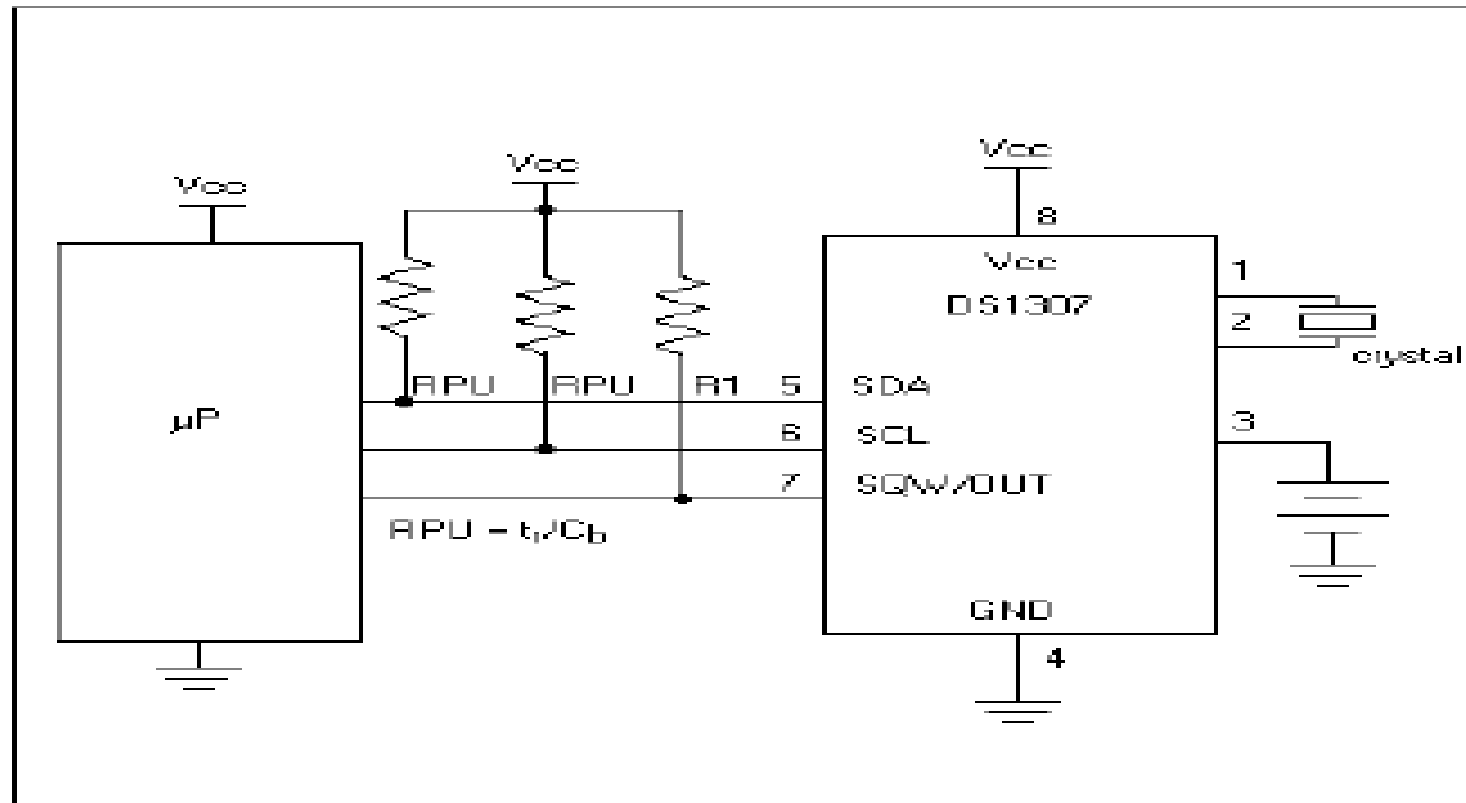 Vcc
Vcc
Vcc
8
Vcc
DS1307
1
2
crystal
RPU
RPU
R1
5
SDA
μP
6
SCL
3
7
SQW/OUT
RPU = tr/Cb
GND
4